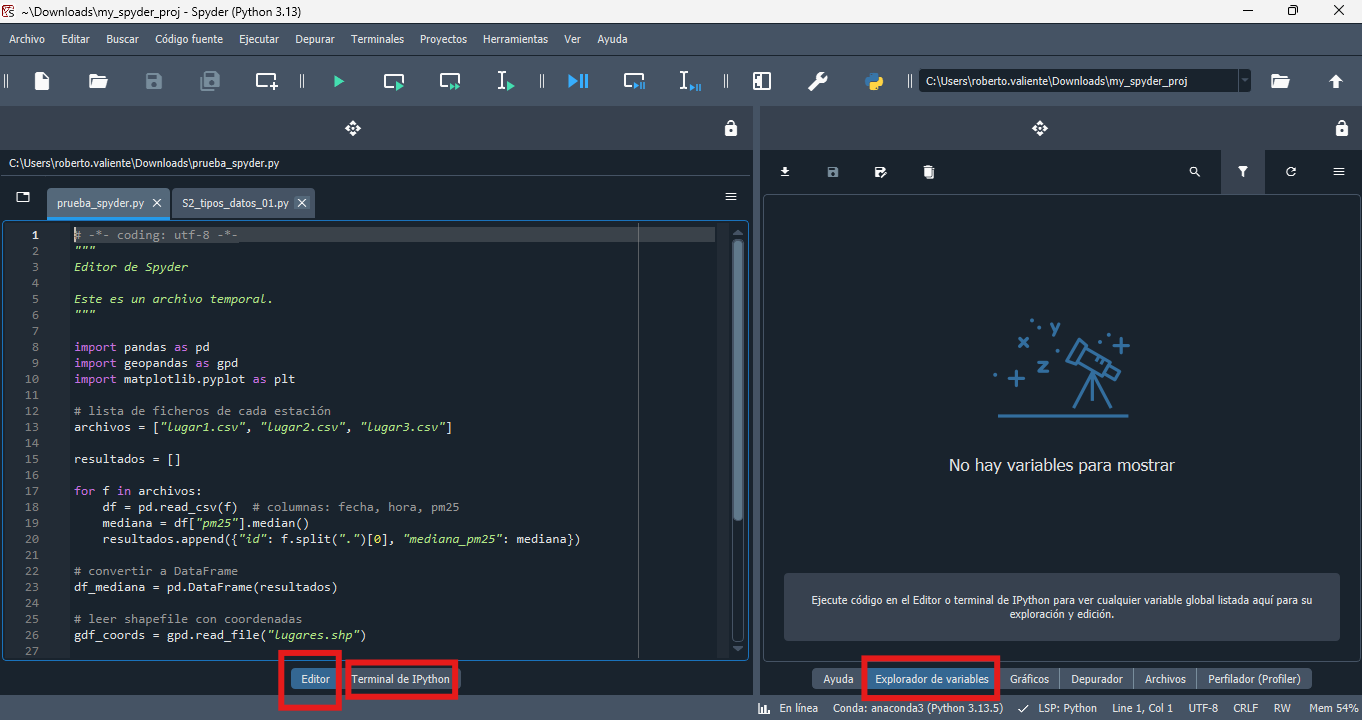 ~\Downloads\my_spyder_proj - Spyder (Python 3.13)
Archivo Editar Buscar Código fuente Ejecutar Depurar Terminales Proyectos Herramientas Ver Ayuda
C:\Users\roberto.valiente\Downloads\my_spyder_proj
C:\Users\roberto.valiente\Downloads\prueba_spyder.py
prueba_spyder.py S2_tipos_datos_01.py
1 # -*- coding: utf-8 -*-
2 """
3 Editor de Spyder
4
5 Este es un archivo temporal.
6 """
7
8 import pandas as pd
9 import geopandas as gpd
10 import matplotlib.pyplot as plt
11
12 # lista de ficheros de cada estación
13 archivos = ["lugar1.csv", "lugar2.csv", "lugar3.csv"]
14
15 resultados = []
16
17 for f in archivos:
18 df = pd.read_csv(f) # columnas: fecha, hora, pm25
19 mediana = df["pm25"].median()
20 resultados.append({"id": f.split(".")[0], "mediana_pm25": mediana})
21
22 # convertir a DataFrame
23 df_mediana = pd.DataFrame(resultados)
24
25 # leer shapefile con coordenadas
26 gdf_coords = gpd.read_file("lugares.shp")
27
Editor Terminal de IPython
x y z
No hay variables para mostrar
Ejecute código en el Editor o terminal de IPython para ver cualquier variable global listada aquí para su
exploración y edición.
Ayuda Explorador de variables Gráficos Depurador Archivos Perfilador (Profiler)
En línea Conda: anaconda3 (Python 3.13.5) LSP: Python Line 1, Col 1 UTF-8 CRLF RW Mem 54%